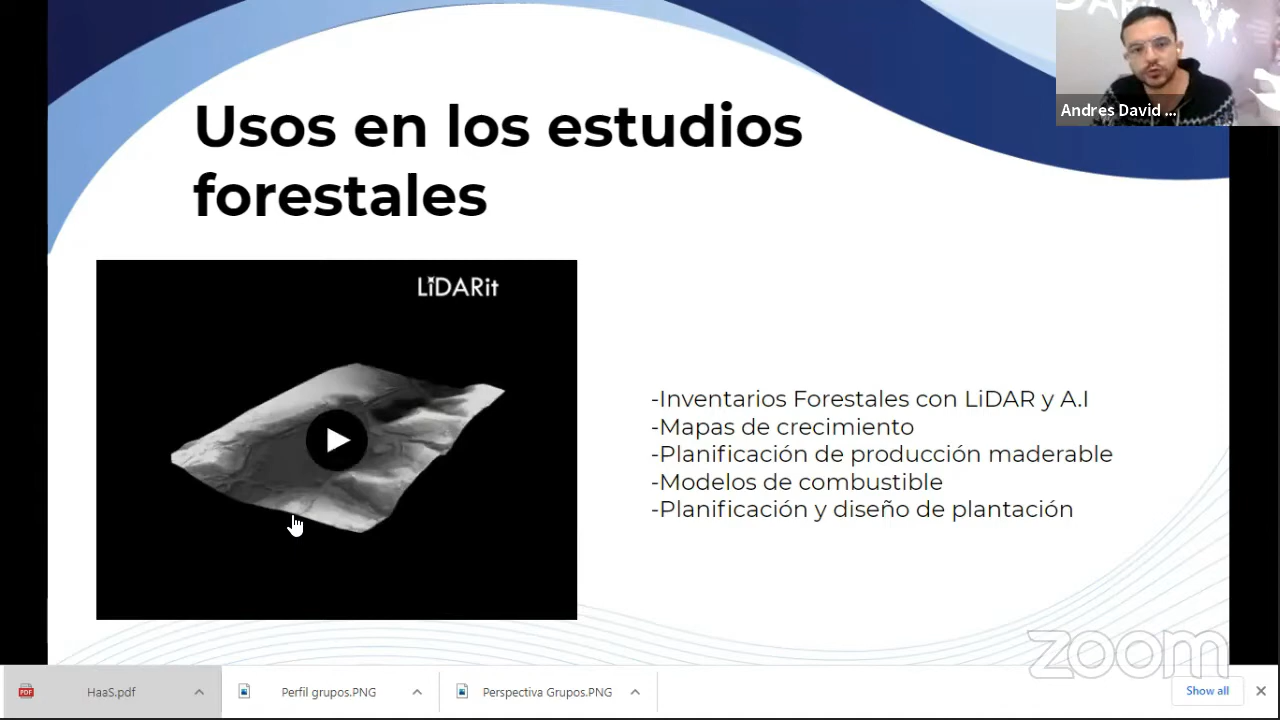 Usos en los estudios
forestales
Andres David ...
LiDARit
-Inventarios Forestales con LiDAR y A.I
-Mapas de crecimiento
-Planificación de producción maderable
-Modelos de combustible
-Planificación y diseño de plantación
zoom
PDF
HaaS.pdf
Perfil grupos.PNG
Perspectiva Grupos.PNG
Show all